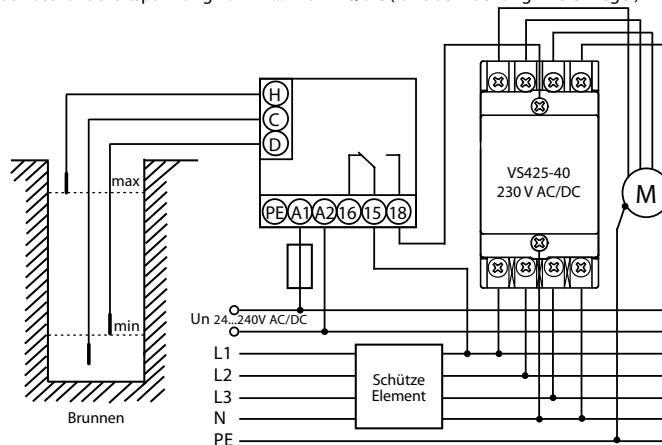 H
C
D
max
min
Brunnen
PE A1 A2 16 15 18
VS425-40
230 V AC/DC
M
Un 24...240V AC/DC
L1
L2
L3
N
PE
Schütze
Element